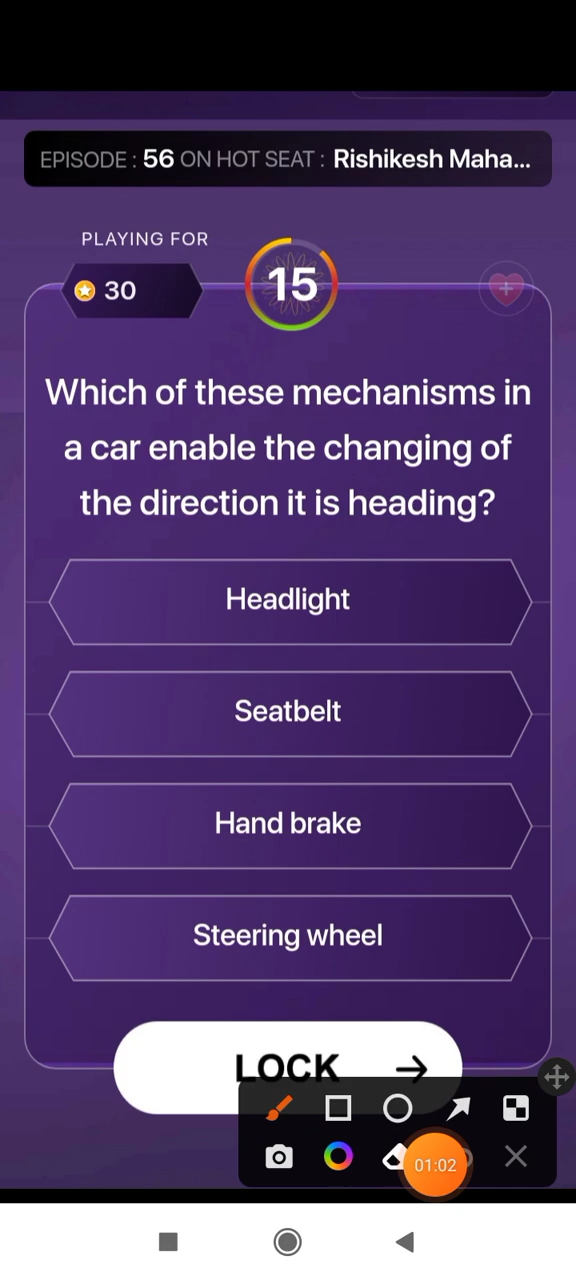 EPISODE : 56 ON HOT SEAT : Rishikesh Maha...
PLAYING FOR
30
15
Which of these mechanisms in
a car enable the changing of
the direction it is heading?
Headlight
Seatbelt
Hand brake
Steering wheel
LOCK
01:02